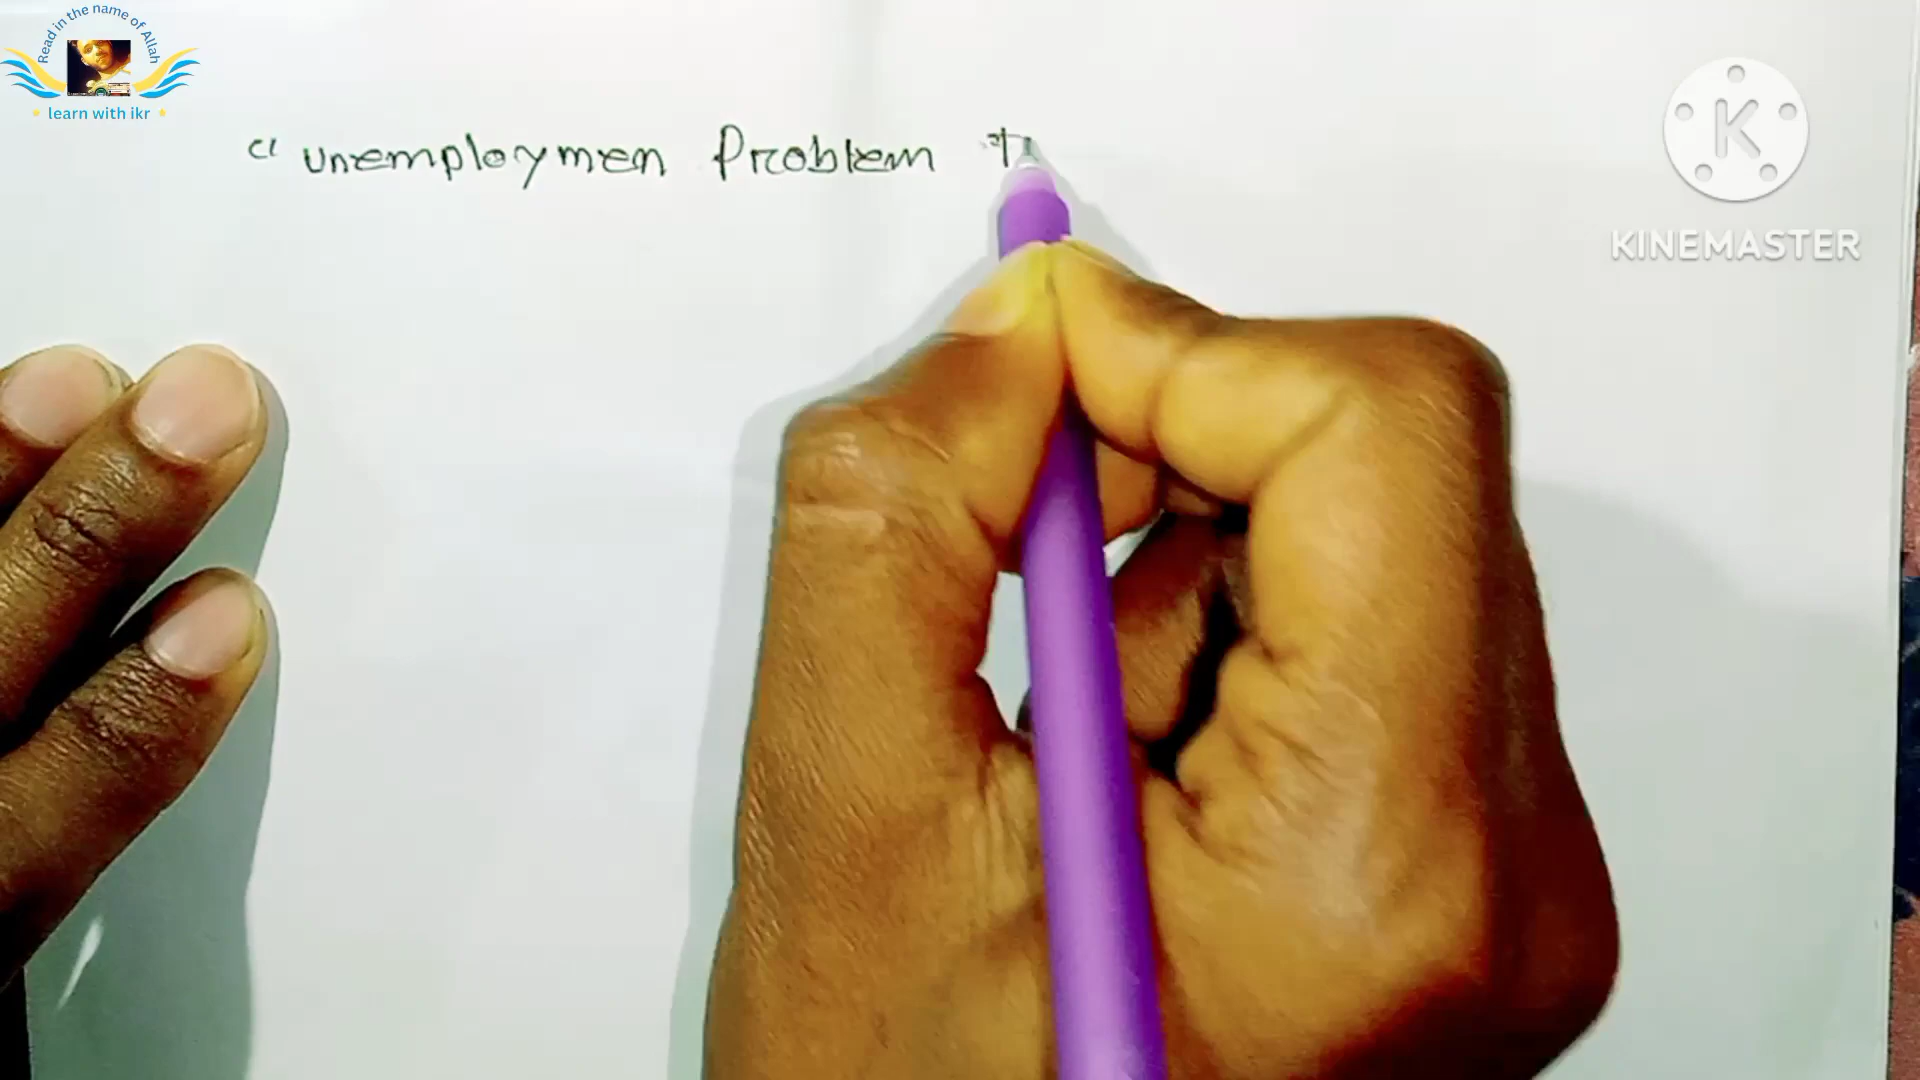 Read in the name of Allah
learn with ikr
“ unemploymen Problem
KINEMASTER